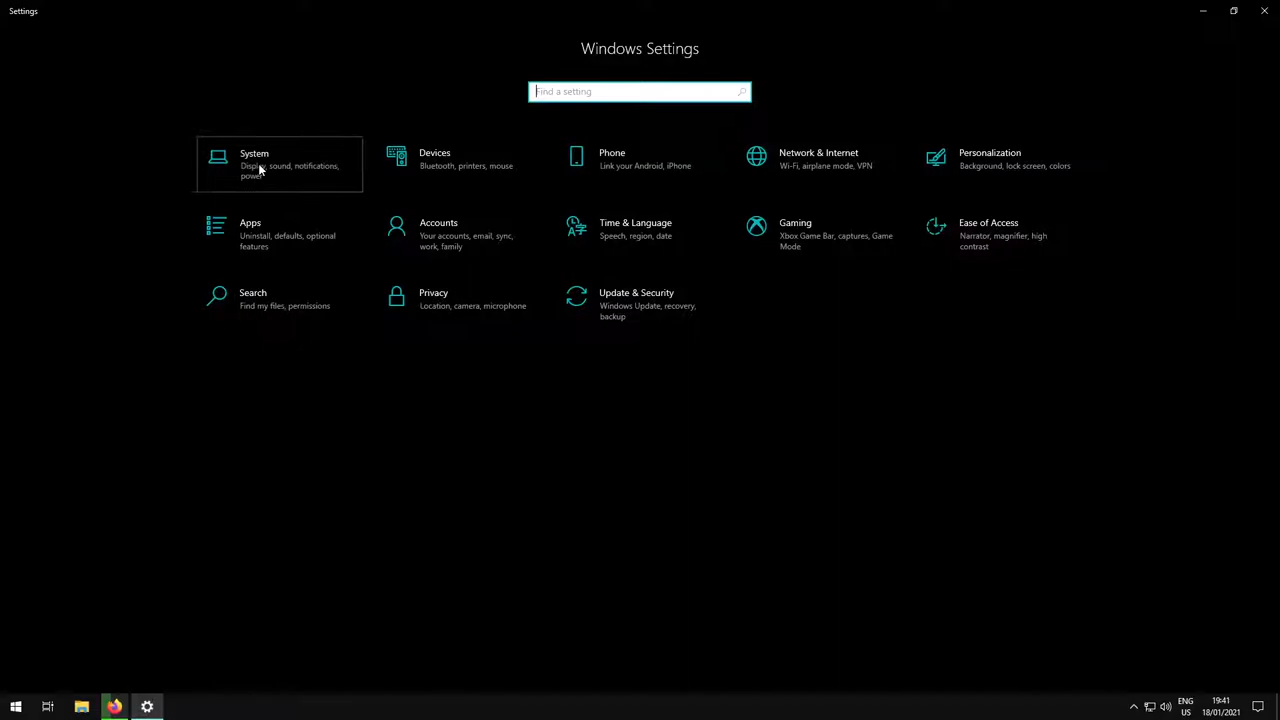 Settings
Windows Settings
Find a setting
System
Display, sound, notifications,
power
Devices
Bluetooth, printers, mouse
Phone
Link your Android, iPhone
Network & Internet
Wi-Fi, airplane mode, VPN
Personalization
Background, lock screen, colors
Apps
Uninstall, defaults, optional
features
Accounts
Your accounts, email, sync,
work, family
Time & Language
Speech, region, date
Gaming
Xbox Game Bar, captures, Game
Mode
Ease of Access
Narrator, magnifier, high
contrast
Search
Find my files, permissions
Privacy
Location, camera, microphone
Update & Security
Windows Update, recovery,
backup
ENG
US
19:41
18/01/2021